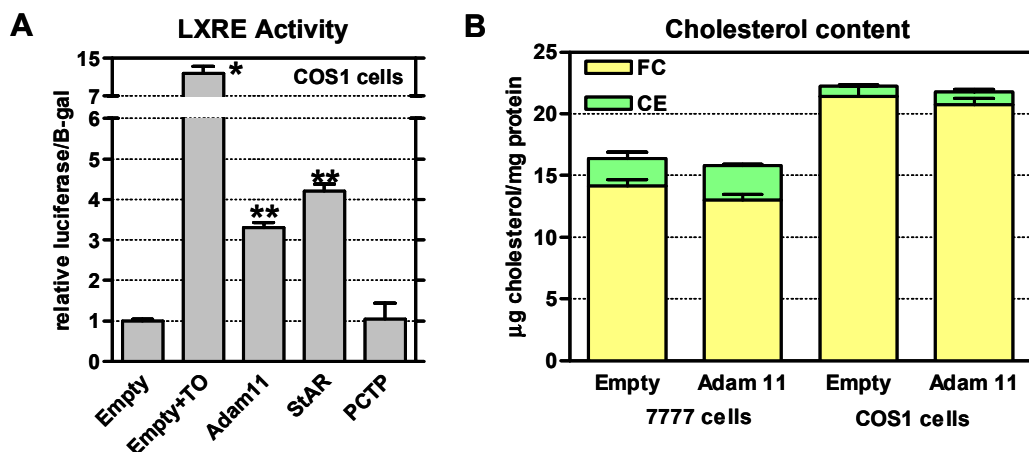 A
LXRE Activity
15
7
6
5
4
3
2
1
0
relative luciferase/B-gal
COS1 cells
*
**
**
Empty
Empty+TO
Adam11
StAR
PCTP
B
Cholesterol content
25
20
15
10
5
0
µg cholesterol/mg protein
FC
CE
Empty
Adam 11
Empty
Adam 11
7777 cells
COS1 cells